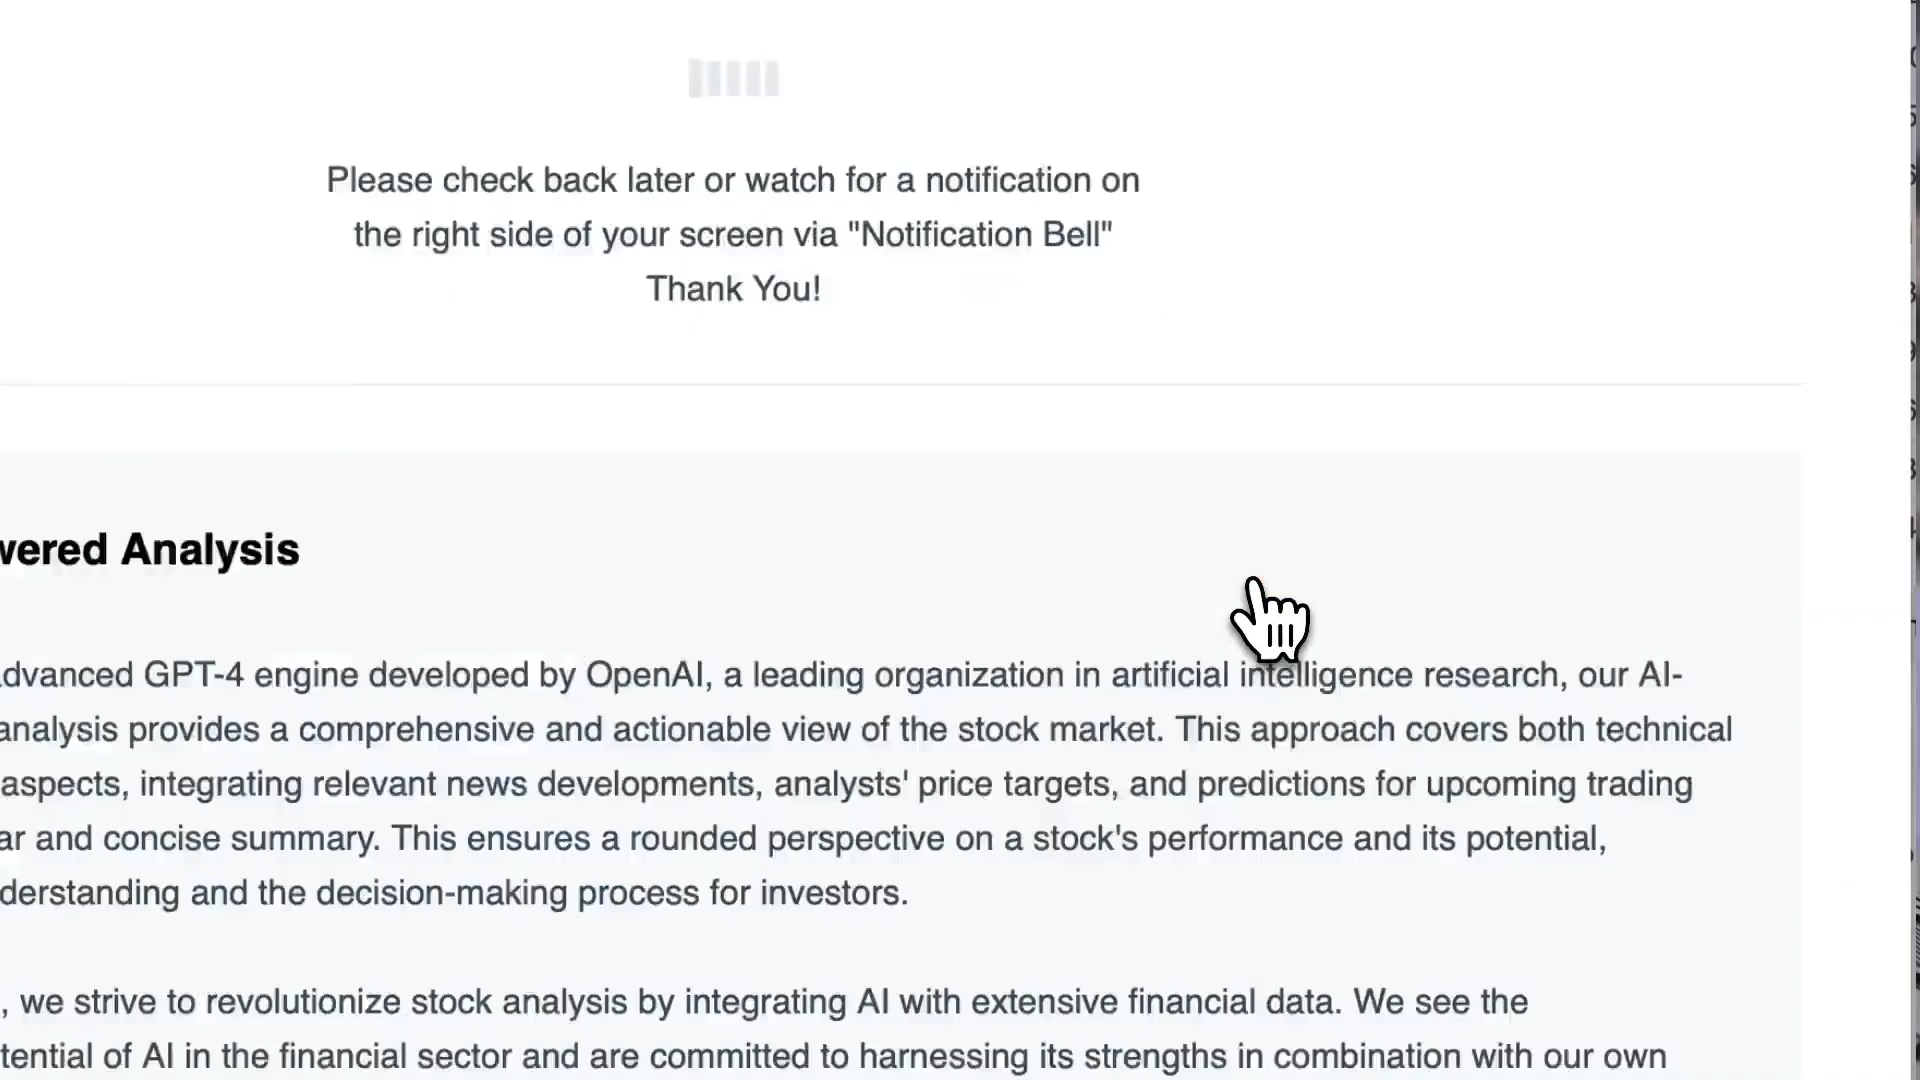 Please check back later or watch for a notification on
the right side of your screen via "Notification Bell"
Thank You!
wered Analysis
dvanced GPT-4 engine developed by OpenAI, a leading organization in artificial intelligence research, our AI-
analysis provides a comprehensive and actionable view of the stock market. This approach covers both technical
aspects, integrating relevant news developments, analysts' price targets, and predictions for upcoming trading
ar and concise summary. This ensures a rounded perspective on a stock's performance and its potential,
derstanding and the decision-making process for investors.
, we strive to revolutionize stock analysis by integrating AI with extensive financial data. We see the
tential of AI in the financial sector and are committed to harnessing its strengths in combination with our own